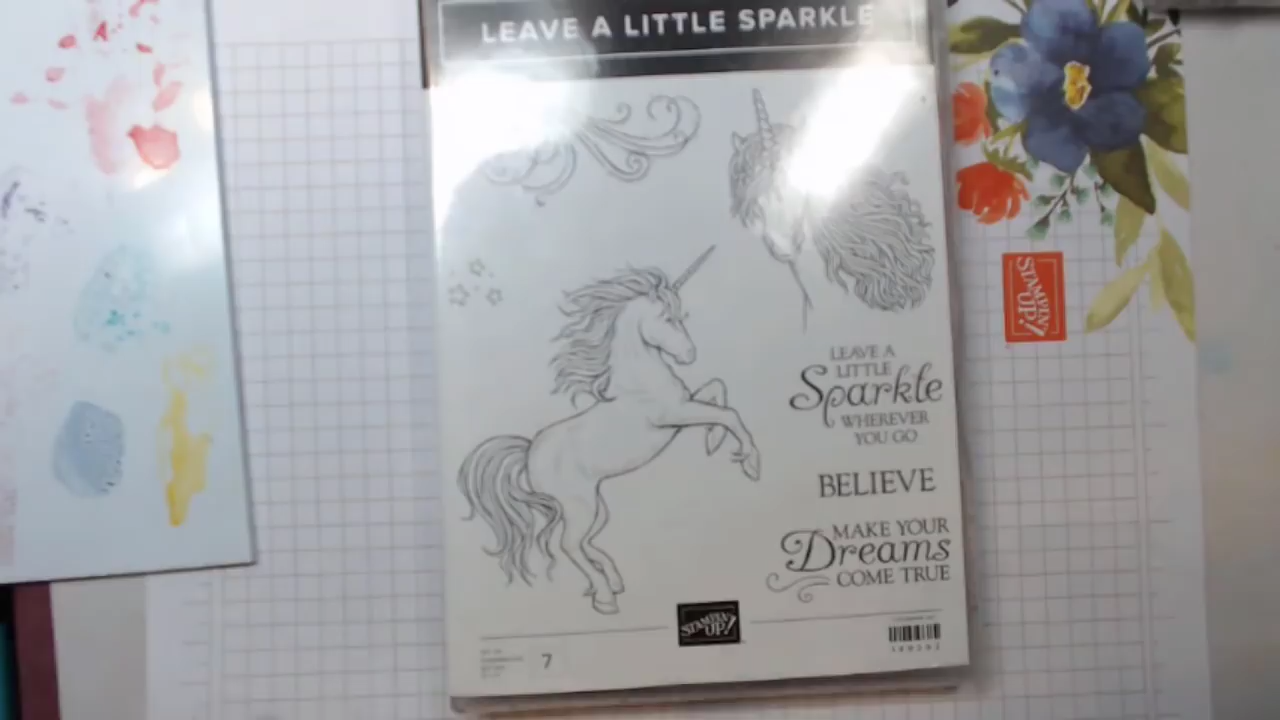 LEAVE A LITTLE SPARKLE
LEAVE A
LITTLE
Sparkle
WHEREVER
YOU GO
BELIEVE
MAKE YOUR
Dreams
COME TRUE
STAMPIN'
UP!
7
STAMPIN'
UP!